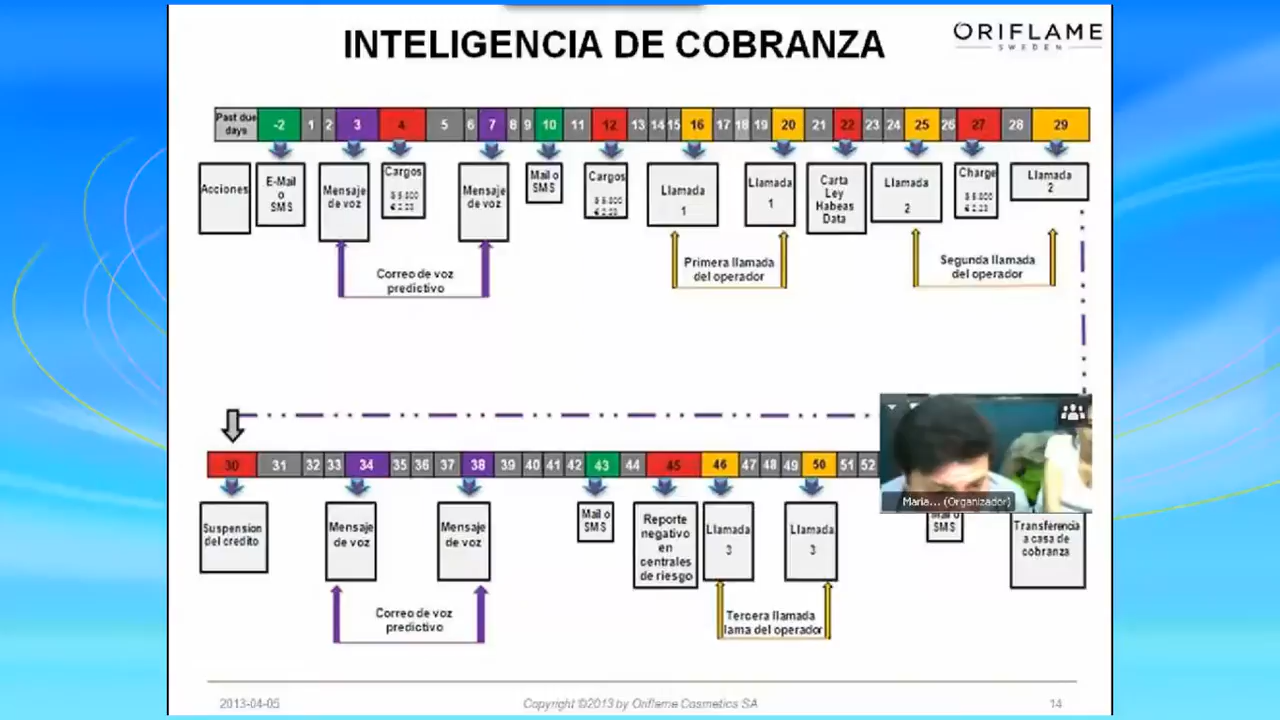 INTELIGENCIA DE COBRANZA
ORIFLAME
SWEDEN
Past due
days
-2 1 2 3 4 5 6 7 8 9 10 11 12 13 14 15 16 17 18 19 20 21 22 23 24 25 26 27 28 29
Acciones
E-Mail
o
SMS
Mensaje
de voz
Cargos
Mensaje
de voz
Mail o
SMS
Cargos
Llamada
1
Llamada
1
Carta
Ley
Habeas
Data
Llamada
2
Charge
Llamada
2
Correo de voz
predictivo
Primera llamada
del operador
Segunda llamada
del operador
30 31 32 33 34 35 36 37 38 39 40 41 42 43 44 45 46 47 48 49 50 51 52
Suspension
del credito
Mensaje
de voz
Mensaje
de voz
Mail o
SMS
Reporte
negativo
en
centrales
de riesgo
Llamada
3
Llamada
3
Mail o
SMS
Transferencia
a casa de
cobranza
Correo de voz
predictivo
Tercera llamada
lama del operador
Maria... (Organizador)
2013-04-05
Copyright ©2013 by Oriflame Cosmetics SA
14